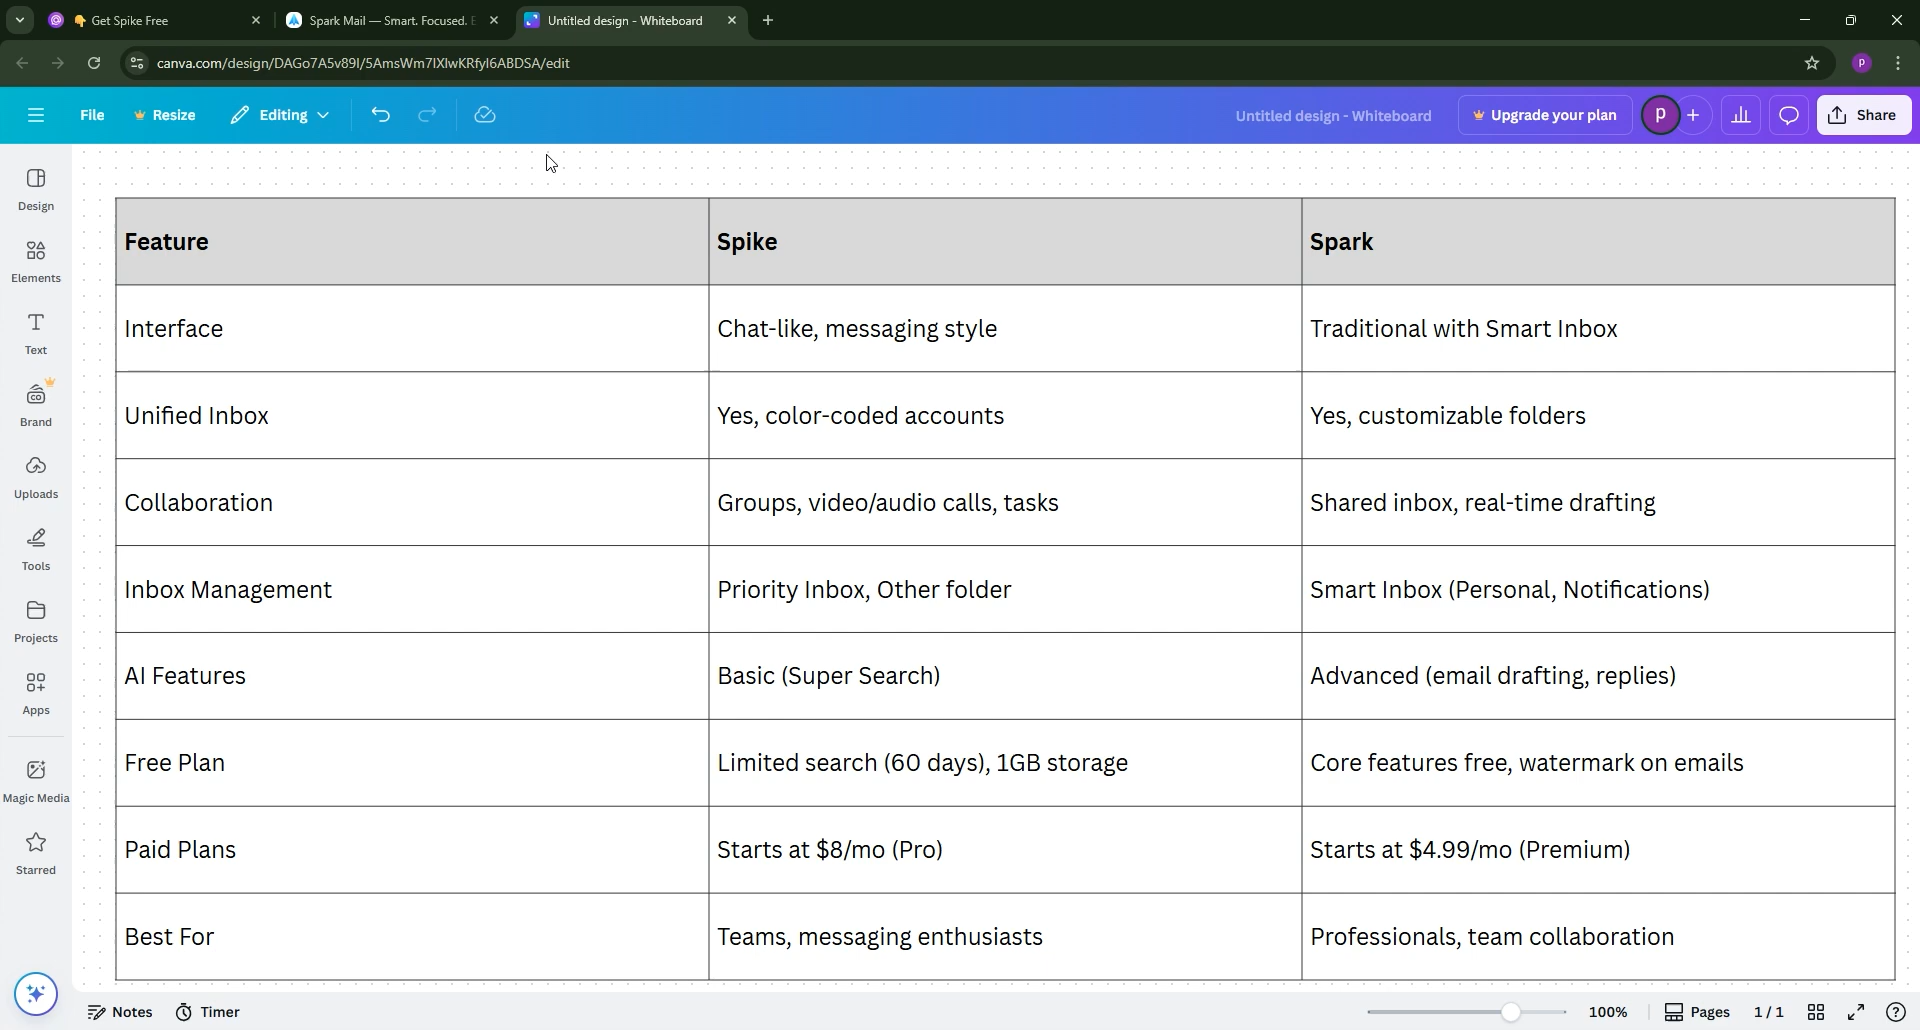 Get Spike Free
Spark Mail — Smart. Focused. E
Untitled design - Whiteboard
canva.com/design/DAGo7A5v89I/5AmsWm7IXlwKRfyl6ABDSA/edit
P
File
Resize
Editing
Untitled design - Whiteboard
Upgrade your plan
P
Share
Design
Elements
Text
Brand
Uploads
Tools
Projects
Apps
Magic Media
Starred
Feature Spike Spark
Interface Chat-like, messaging style Traditional with Smart Inbox
Unified Inbox Yes, color-coded accounts Yes, customizable folders
Collaboration Groups, video/audio calls, tasks Shared inbox, real-time drafting
Inbox Management Priority Inbox, Other folder Smart Inbox (Personal, Notifications)
AI Features Basic (Super Search) Advanced (email drafting, replies)
Free Plan Limited search (60 days), 1GB storage Core features free, watermark on emails
Paid Plans Starts at $8/mo (Pro) Starts at $4.99/mo (Premium)
Best For Teams, messaging enthusiasts Professionals, team collaboration
Notes
Timer
100%
Pages
1 / 1